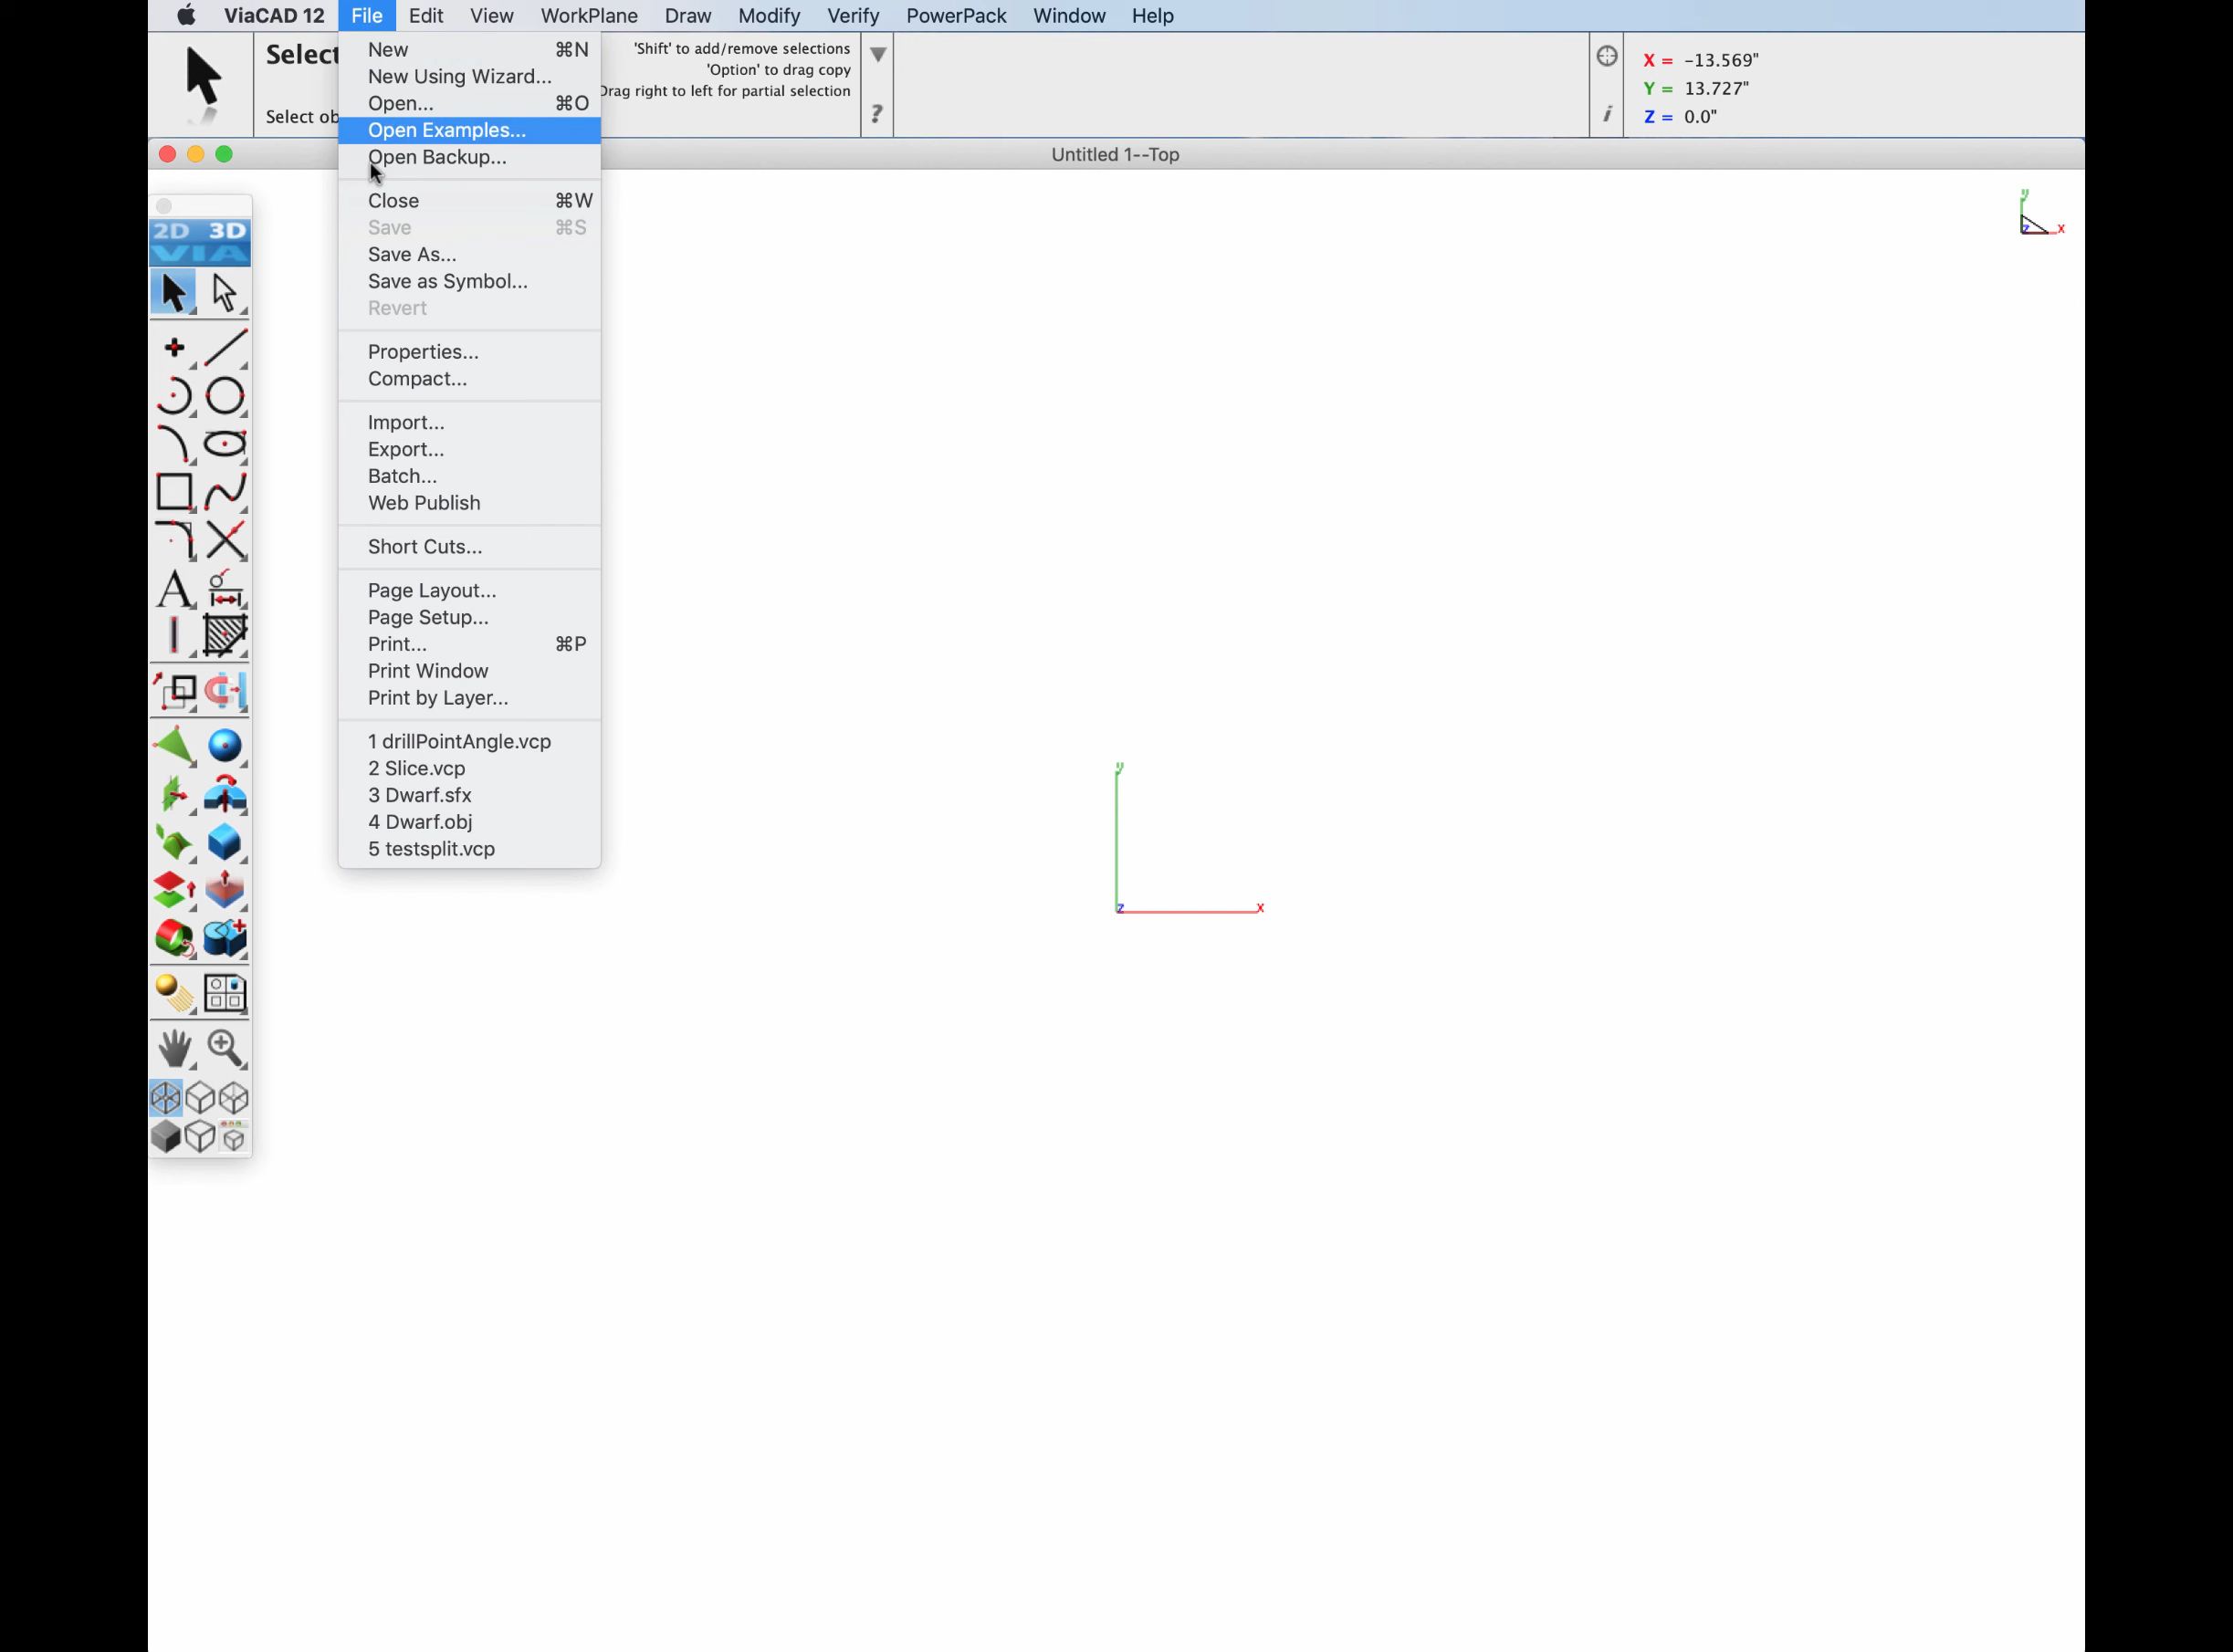 ViaCAD 12 File Edit View WorkPlane Draw Modify Verify PowerPack Window Help
Select
Select ob
'Shift' to add/remove selections
'Option' to drag copy
Drag right to left for partial selection
?
i
X = -13.569"
Y = 13.727"
Z = 0.0"
Untitled 1--Top
New ⌘N
New Using Wizard...
Open... ⌘O
Open Examples...
Open Backup...
Close ⌘W
Save ⌘S
Save As...
Save as Symbol...
Revert
Properties...
Compact...
Import...
Export...
Batch...
Web Publish
Short Cuts...
Page Layout...
Page Setup...
Print... ⌘P
Print Window
Print by Layer...
1 drillPointAngle.vcp
2 Slice.vcp
3 Dwarf.sfx
4 Dwarf.obj
5 testsplit.vcp
2D 3D
VIA
A
y
z x
y
z x